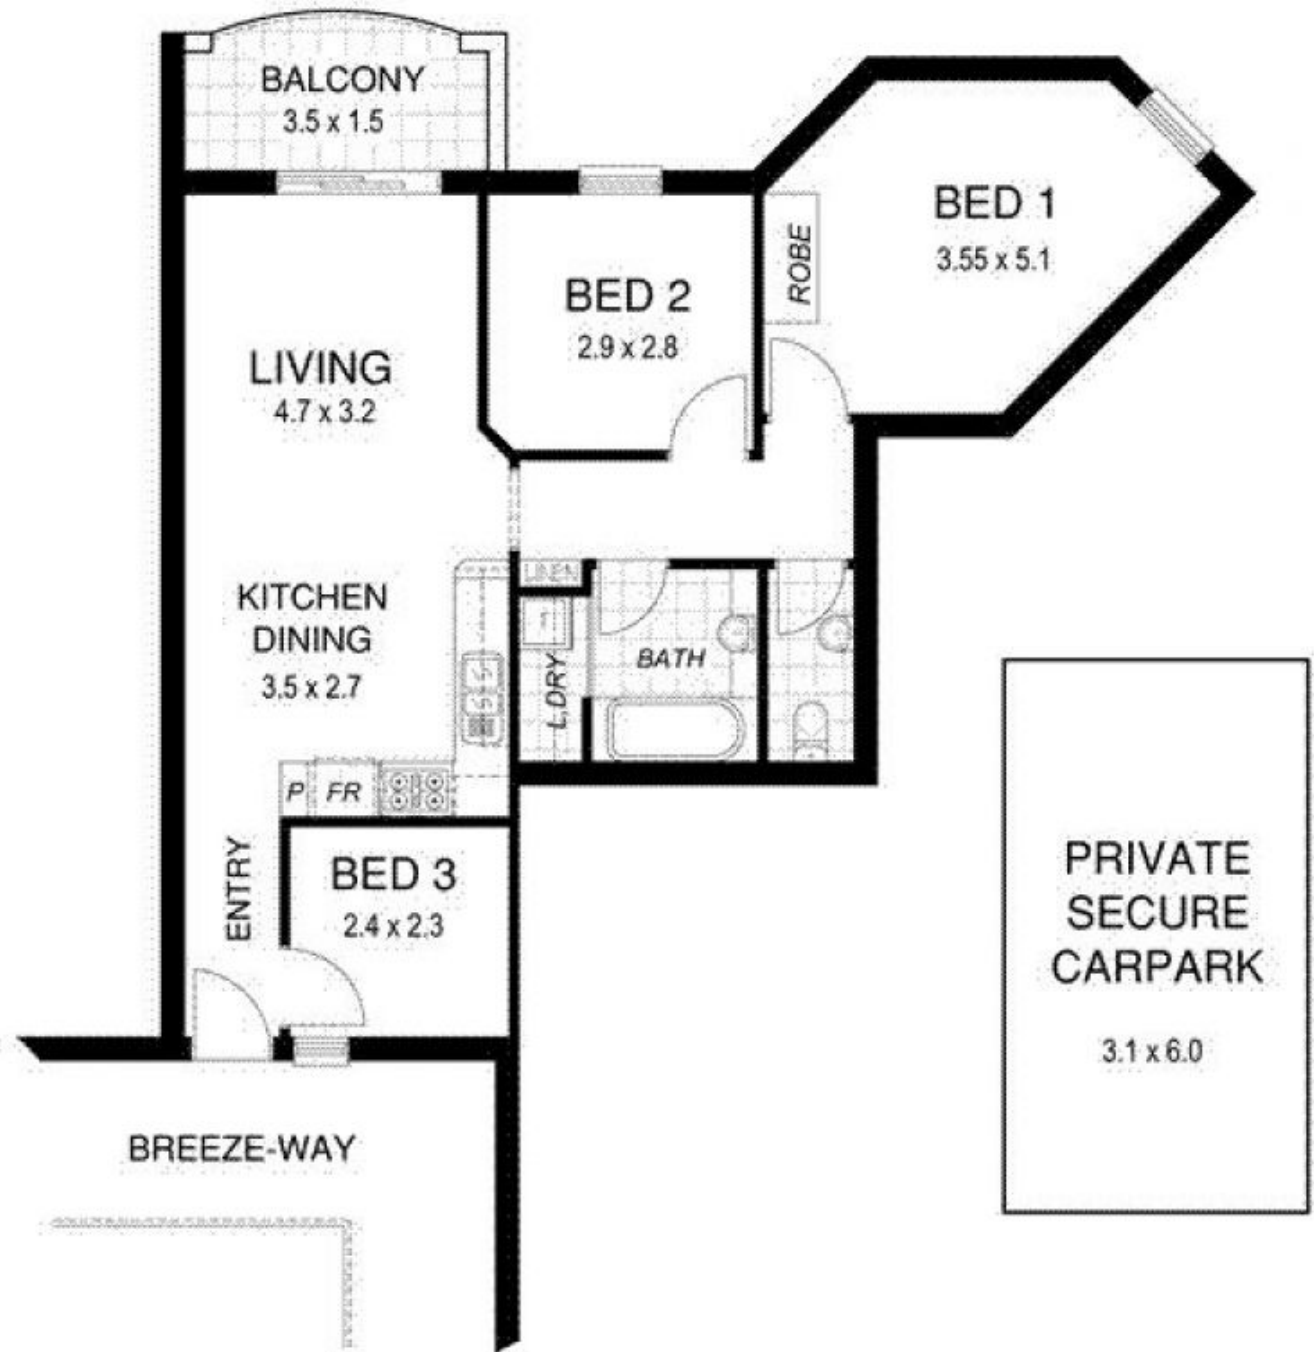 BALCONY
3.5 x 1.5
BED 1
3.55 x 5.1
ROBE
BED 2
2.9 x 2.8
LIVING
4.7 x 3.2
KITCHEN
DINING
3.5 x 2.7
LINEN
L'DRY
BATH
P
FR
ENTRY
BED 3
2.4 x 2.3
PRIVATE
SECURE
CARPARK
3.1 x 6.0
BREEZE-WAY